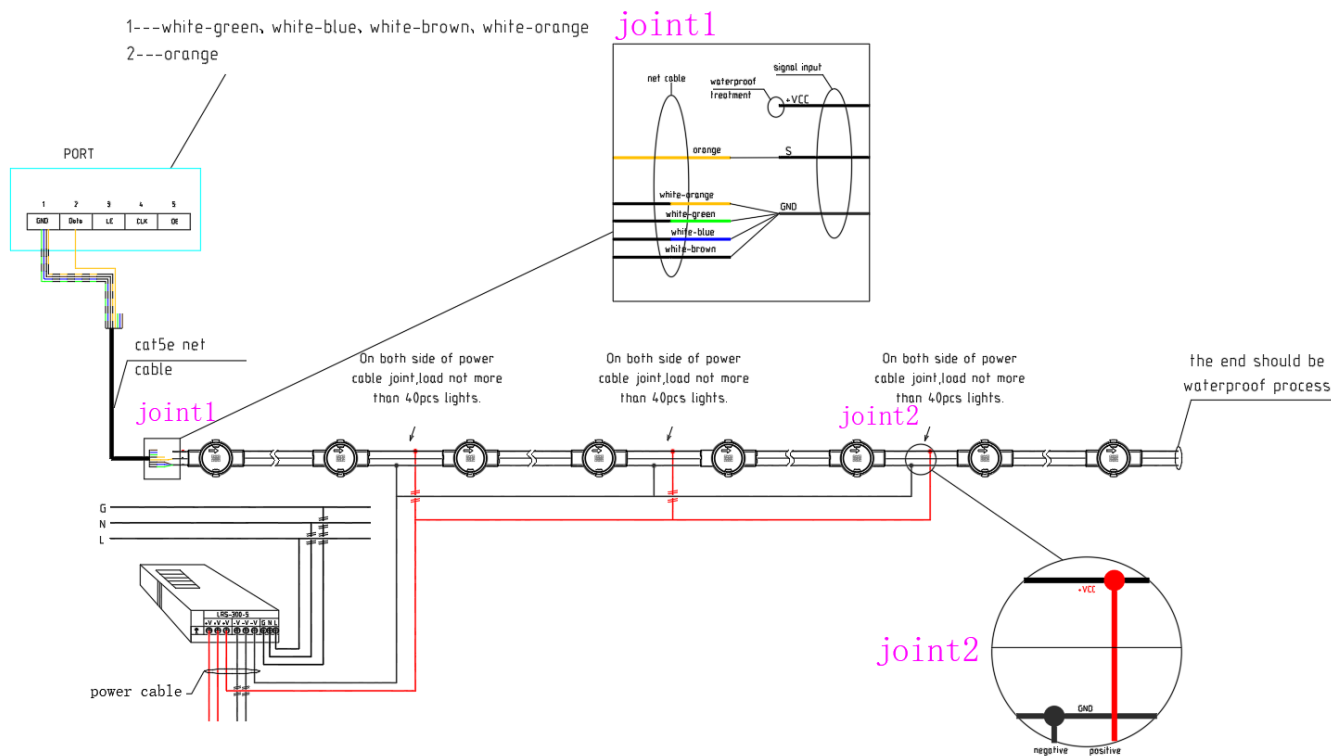 1---white-green、white-blue、white-brown、white-orange
2---orange
joint1
net cable
waterproof
treatment
signal input
+VCC
orange
S
white-orange
GND
white-green
white-blue
white-brown
PORT
1 2 3 4 5
GND Data LE CLK OE
cat5e net
cable
joint1
On both side of power
cable joint,load not more
than 40pcs lights.
On both side of power
cable joint,load not more
than 40pcs lights.
On both side of power
cable joint,load not more
than 40pcs lights.
joint2
the end should be
waterproof process
G
N
L
LRS-300-5
+V +V +V -V -V -V G N L
power cable
joint2
+VCC
GND
negative
positive